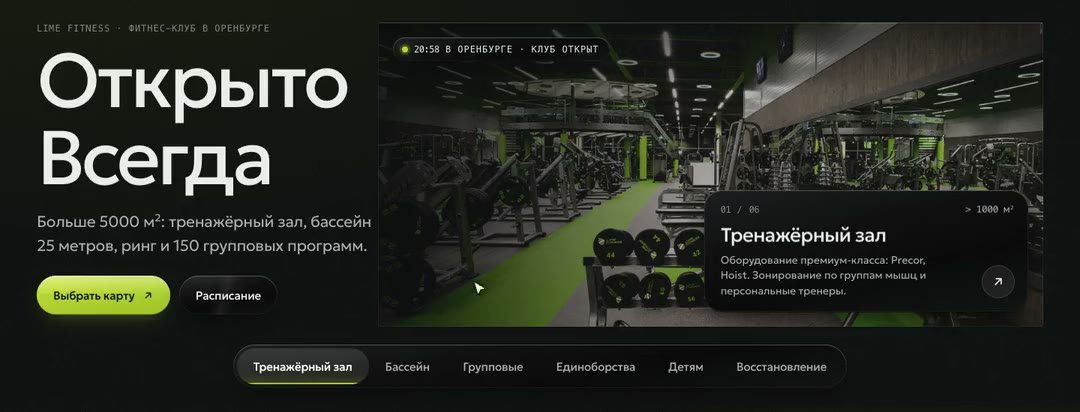 LIME FITNESS · ФИТНЕС-КЛУБ В ОРЕНБУРГЕ
Открыто
Всегда
Больше 5000 м²: тренажёрный зал, бассейн
25 метров, ринг и 150 групповых программ.
Выбрать карту ↗
Расписание
20:58 В ОРЕНБУРГЕ · КЛУБ ОТКРЫТ
01 / 06
> 1000 м²
Тренажёрный зал
Оборудование премиум-класса: Precor,
Hoist. Зонирование по группам мышц и
персональные тренеры.
44
42
Тренажёрный зал
Бассейн
Групповые
Единоборства
Детям
Восстановление